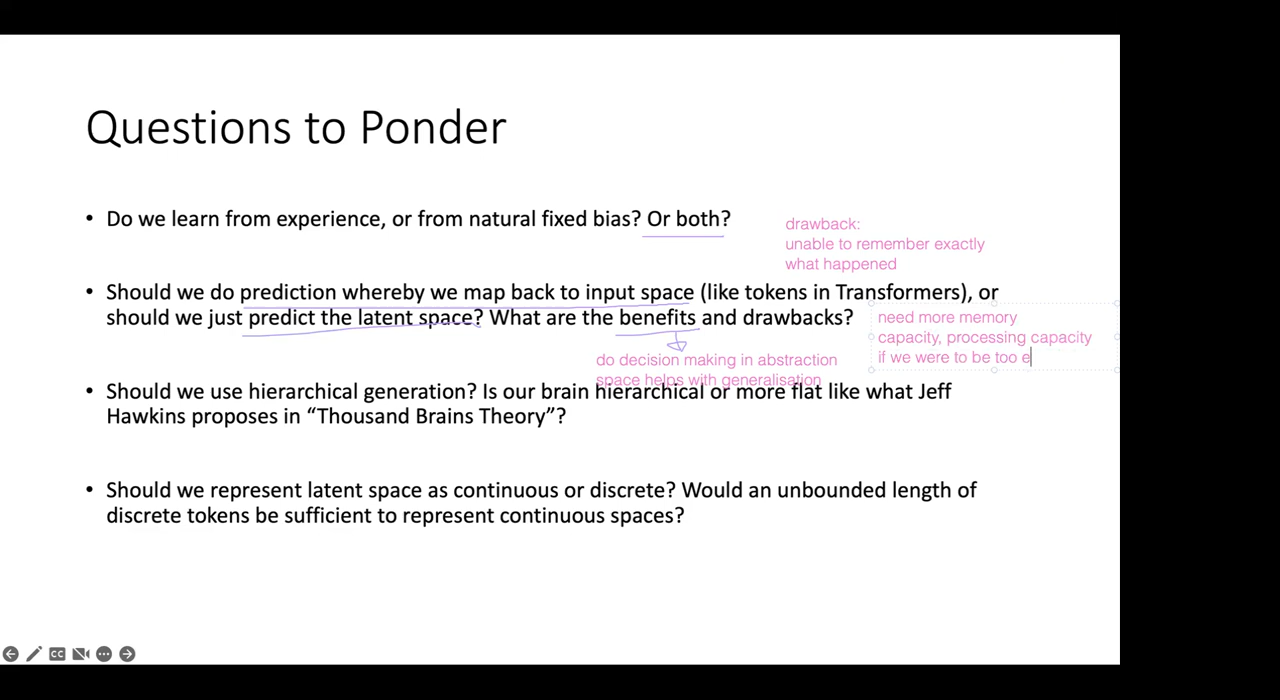 Questions to Ponder
• Do we learn from experience, or from natural fixed bias? Or both?
drawback:
unable to remember exactly
what happened
• Should we do prediction whereby we map back to input space (like tokens in Transformers), or
should we just predict the latent space? What are the benefits and drawbacks?
need more memory
capacity, processing capacity
if we were to be too e
do decision making in abstraction
space helps with generalisation
• Should we use hierarchical generation? Is our brain hierarchical or more flat like what Jeff
Hawkins proposes in “Thousand Brains Theory”?
• Should we represent latent space as continuous or discrete? Would an unbounded length of
discrete tokens be sufficient to represent continuous spaces?
CC